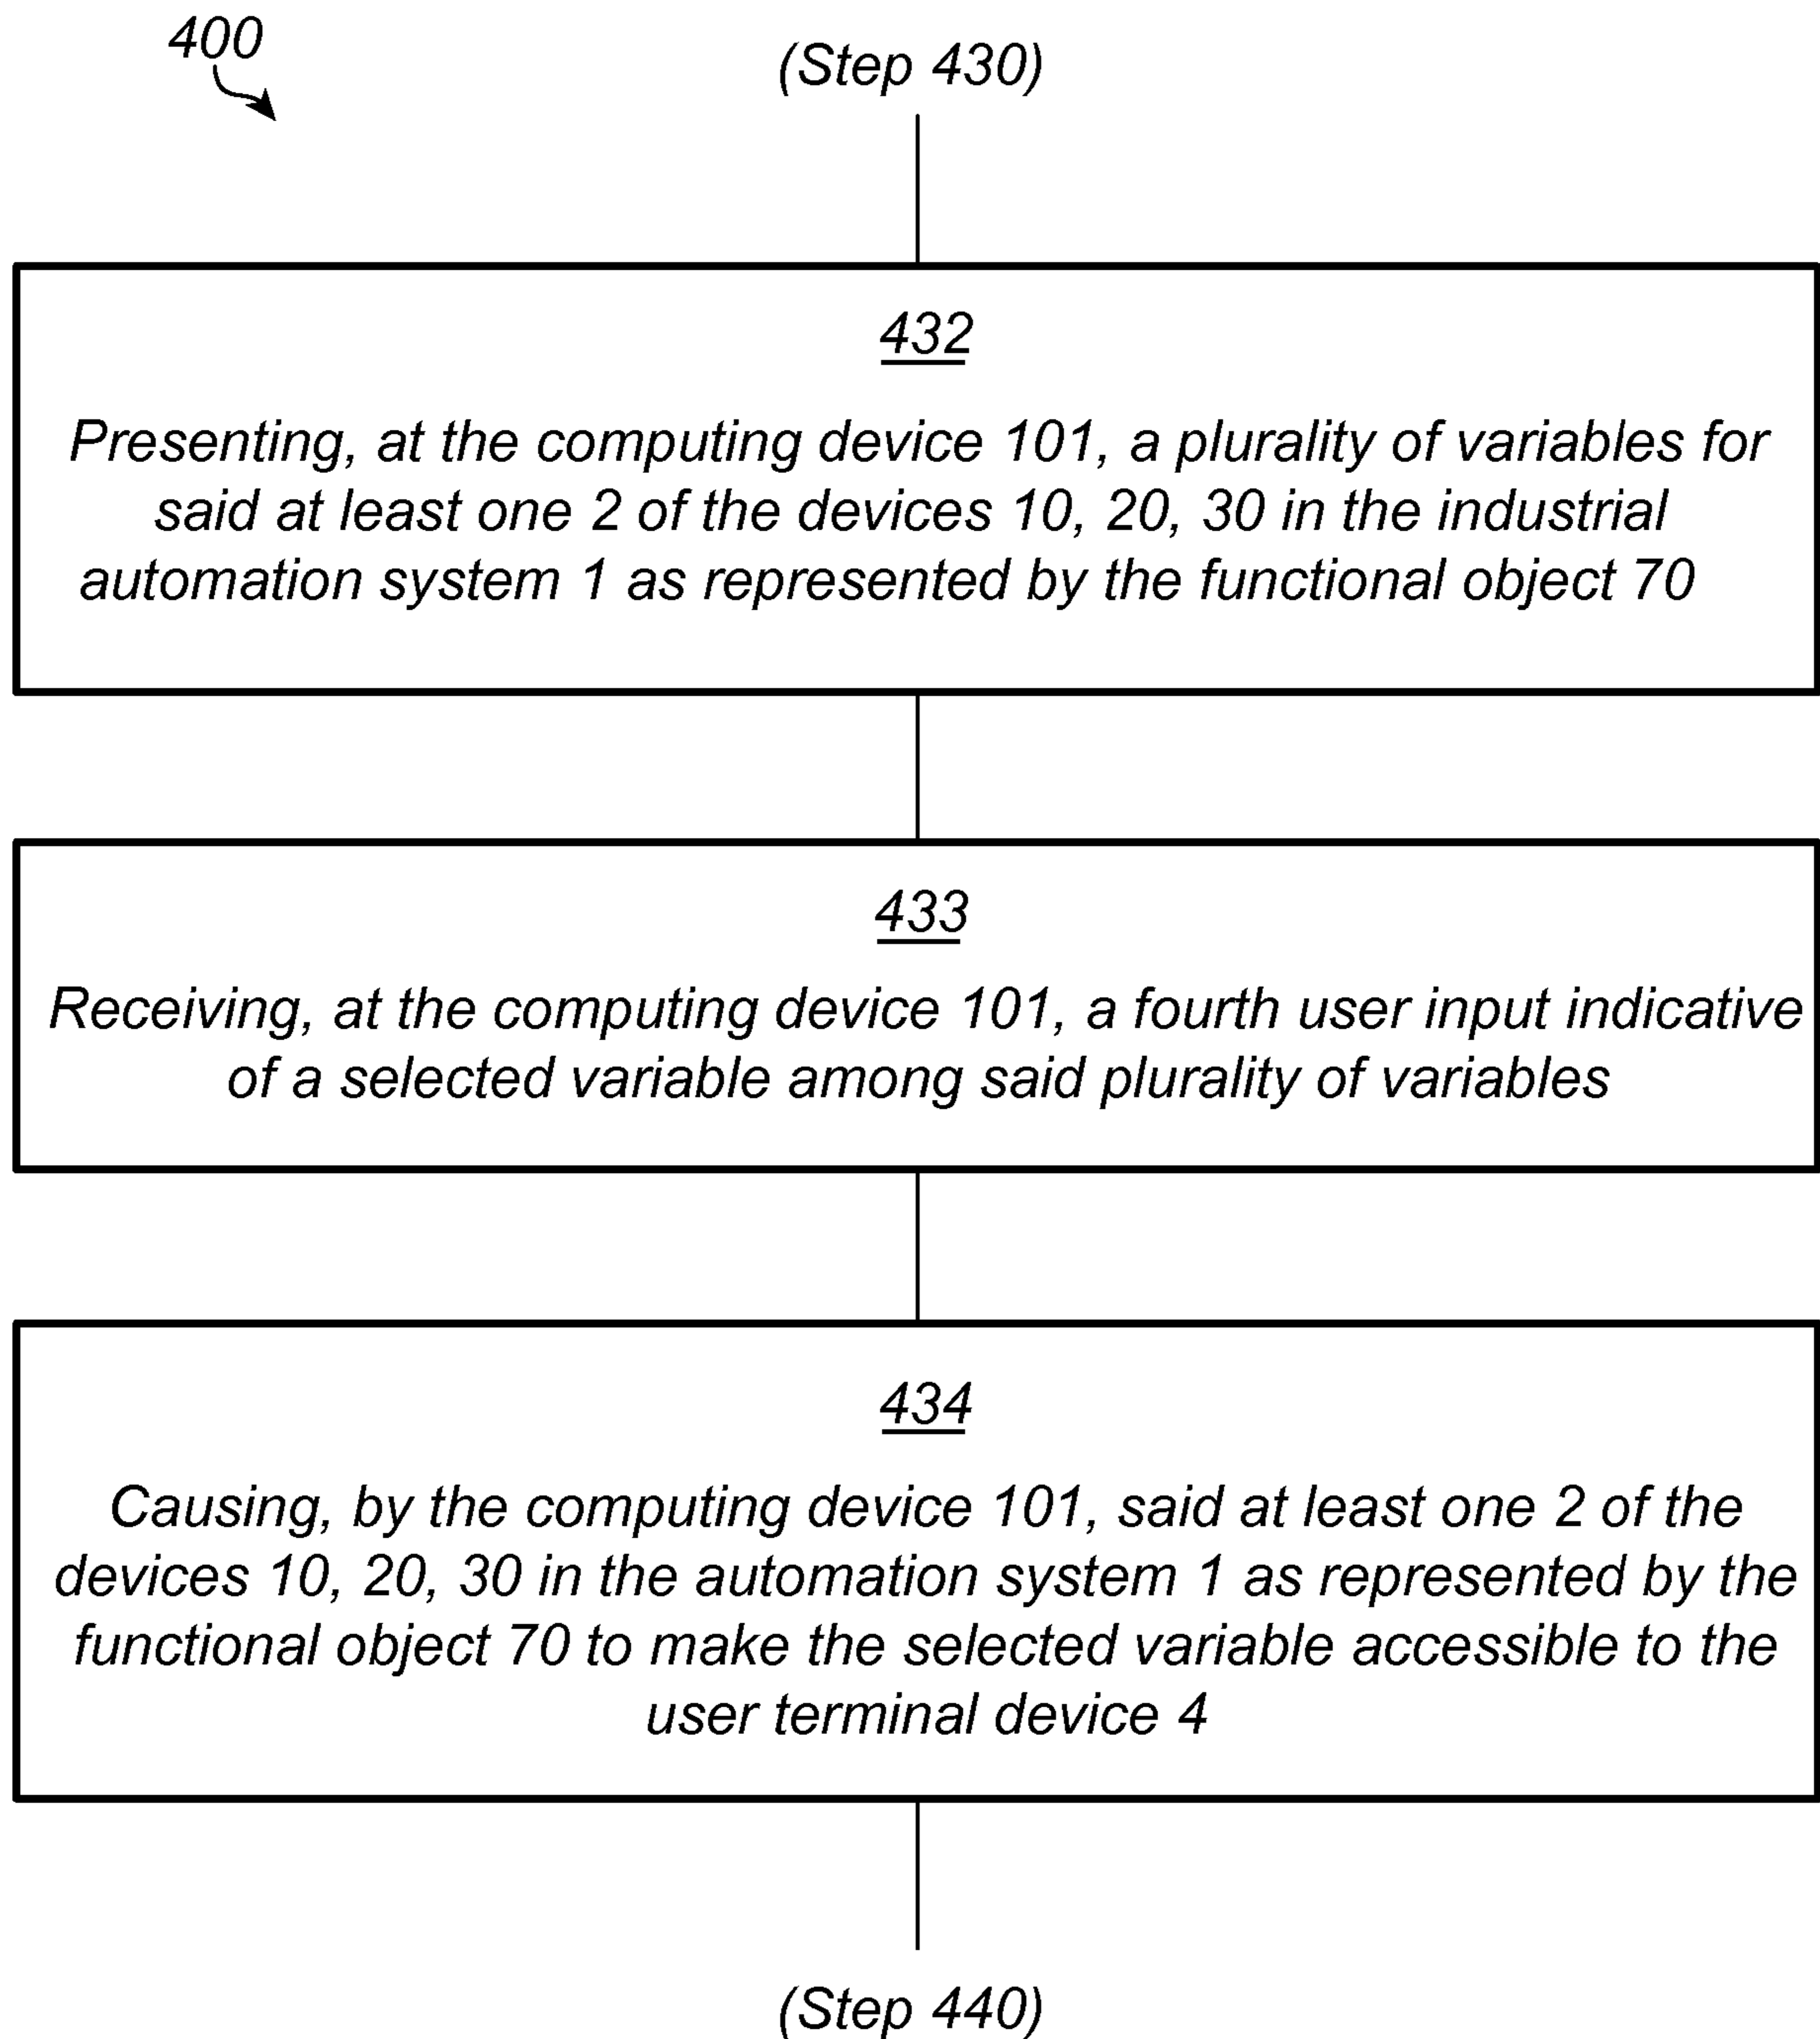 400
(Step 430)
432
Presenting, at the computing device 101, a plurality of variables for
said at least one 2 of the devices 10, 20, 30 in the industrial
automation system 1 as represented by the functional object 70
433
Receiving, at the computing device 101, a fourth user input indicative
of a selected variable among said plurality of variables
434
Causing, by the computing device 101, said at least one 2 of the
devices 10, 20, 30 in the automation system 1 as represented by the
functional object 70 to make the selected variable accessible to the
user terminal device 4
(Step 440)